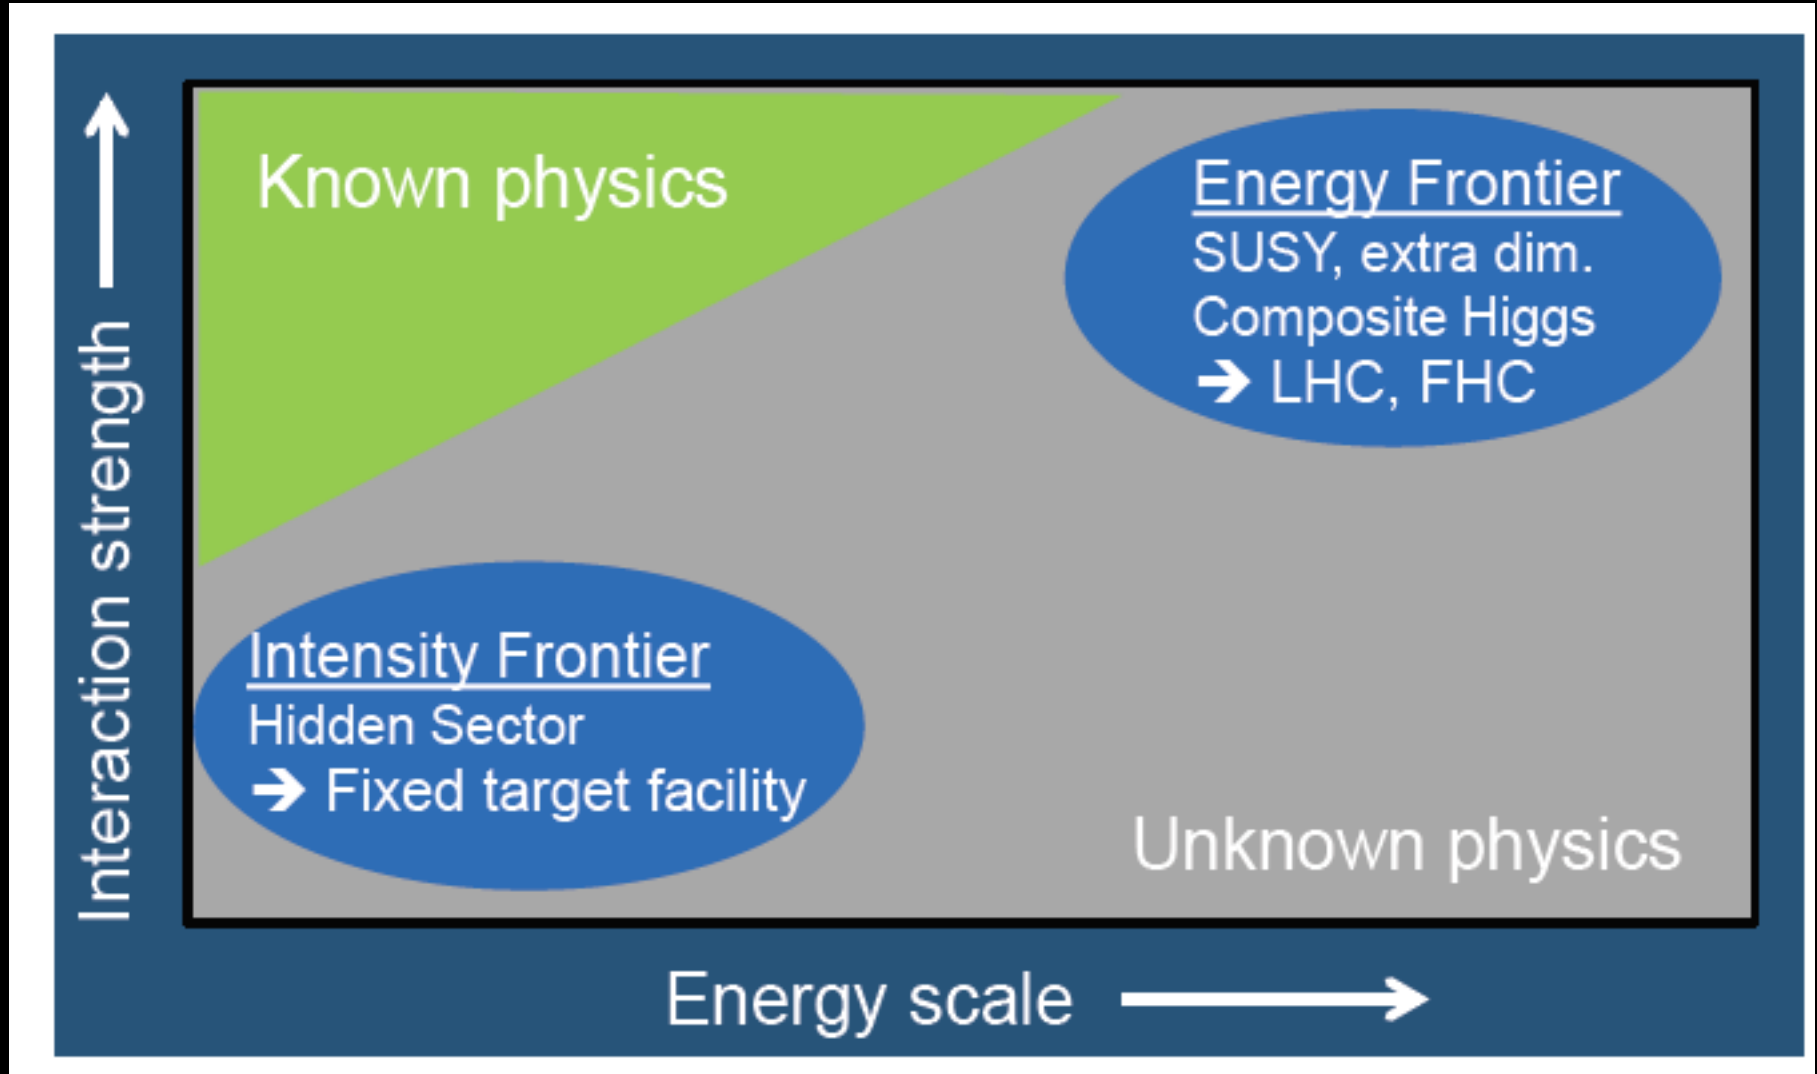 Known physics
Energy Frontier
SUSY, extra dim.
Composite Higgs
➔ LHC, FHC
Interaction strength
Intensity Frontier
Hidden Sector
➔ Fixed target facility
Unknown physics
Energy scale